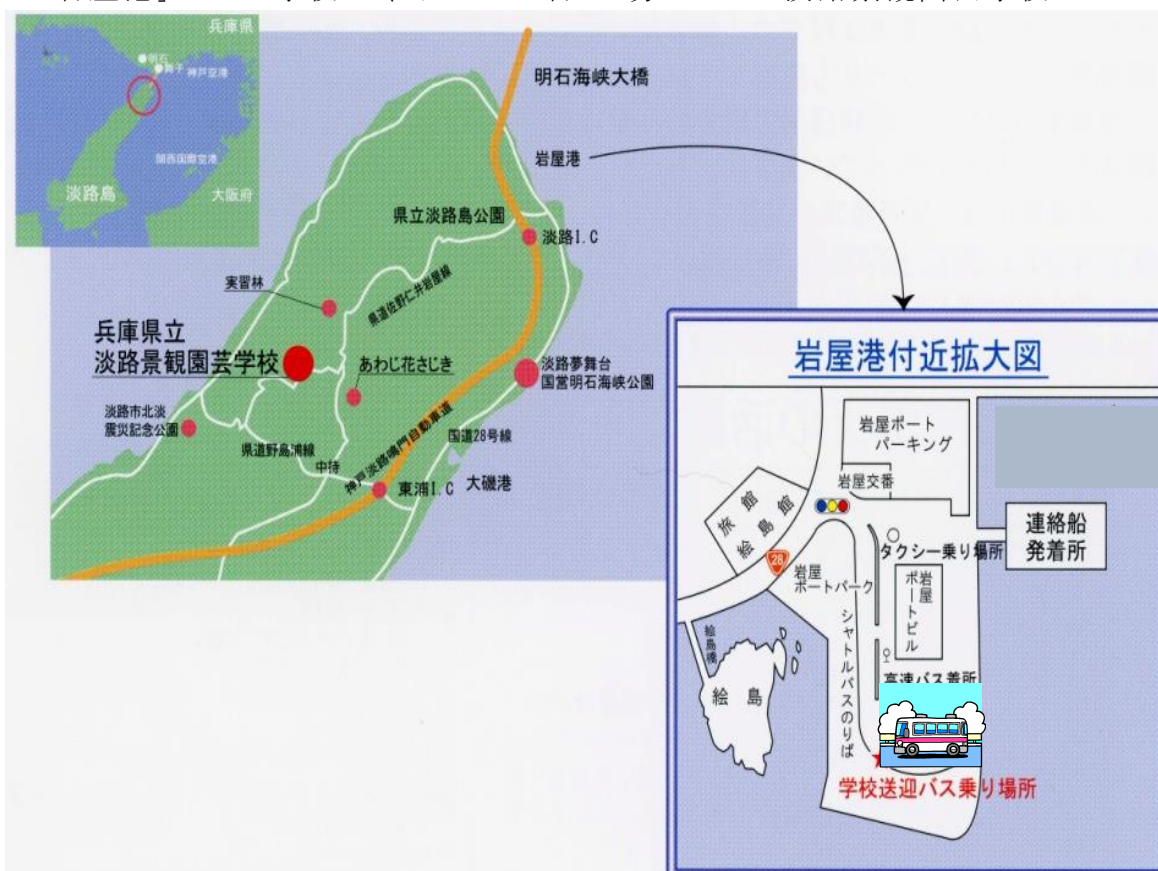 兵庫県
明石
舞子
神戸空港
関西国際空港
淡路島
大阪府
明石海峡大橋
岩屋港
県立淡路島公園
淡路I.C
実習林
県道佐野仁井岩屋線
兵庫県立
淡路景観園芸学校
あわじ花さじき
淡路夢舞台
国営明石海峡公園
淡路市北淡
震災記念公園
県道野島浦線
中持
神戸淡路鳴門自動車道
国道28号線
東浦I.C
大磯港
岩屋港付近拡大図
岩屋ポート
パーキング
岩屋交番
旅館
絵島館
28
タクシー乗り場所
連絡船
発着所
岩屋
ポートパーク
岩屋
ポートビル
シャトルバスのりば
絵島橋
絵島
高速バス着所
学校送迎バス乗り場所